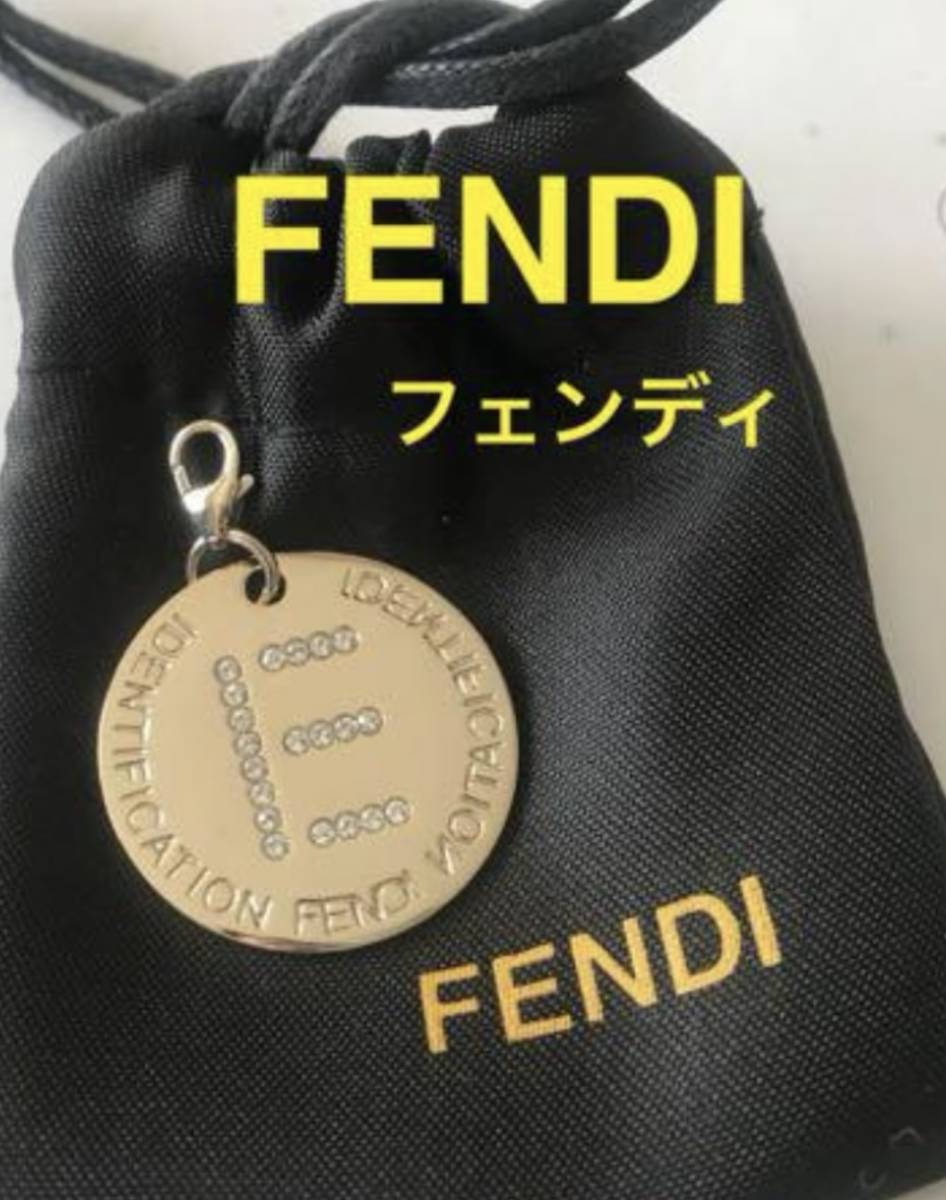 FENDI
フェンディ
IDENTIFICATION
E
IDENTIFICATION FENDI
FENDI